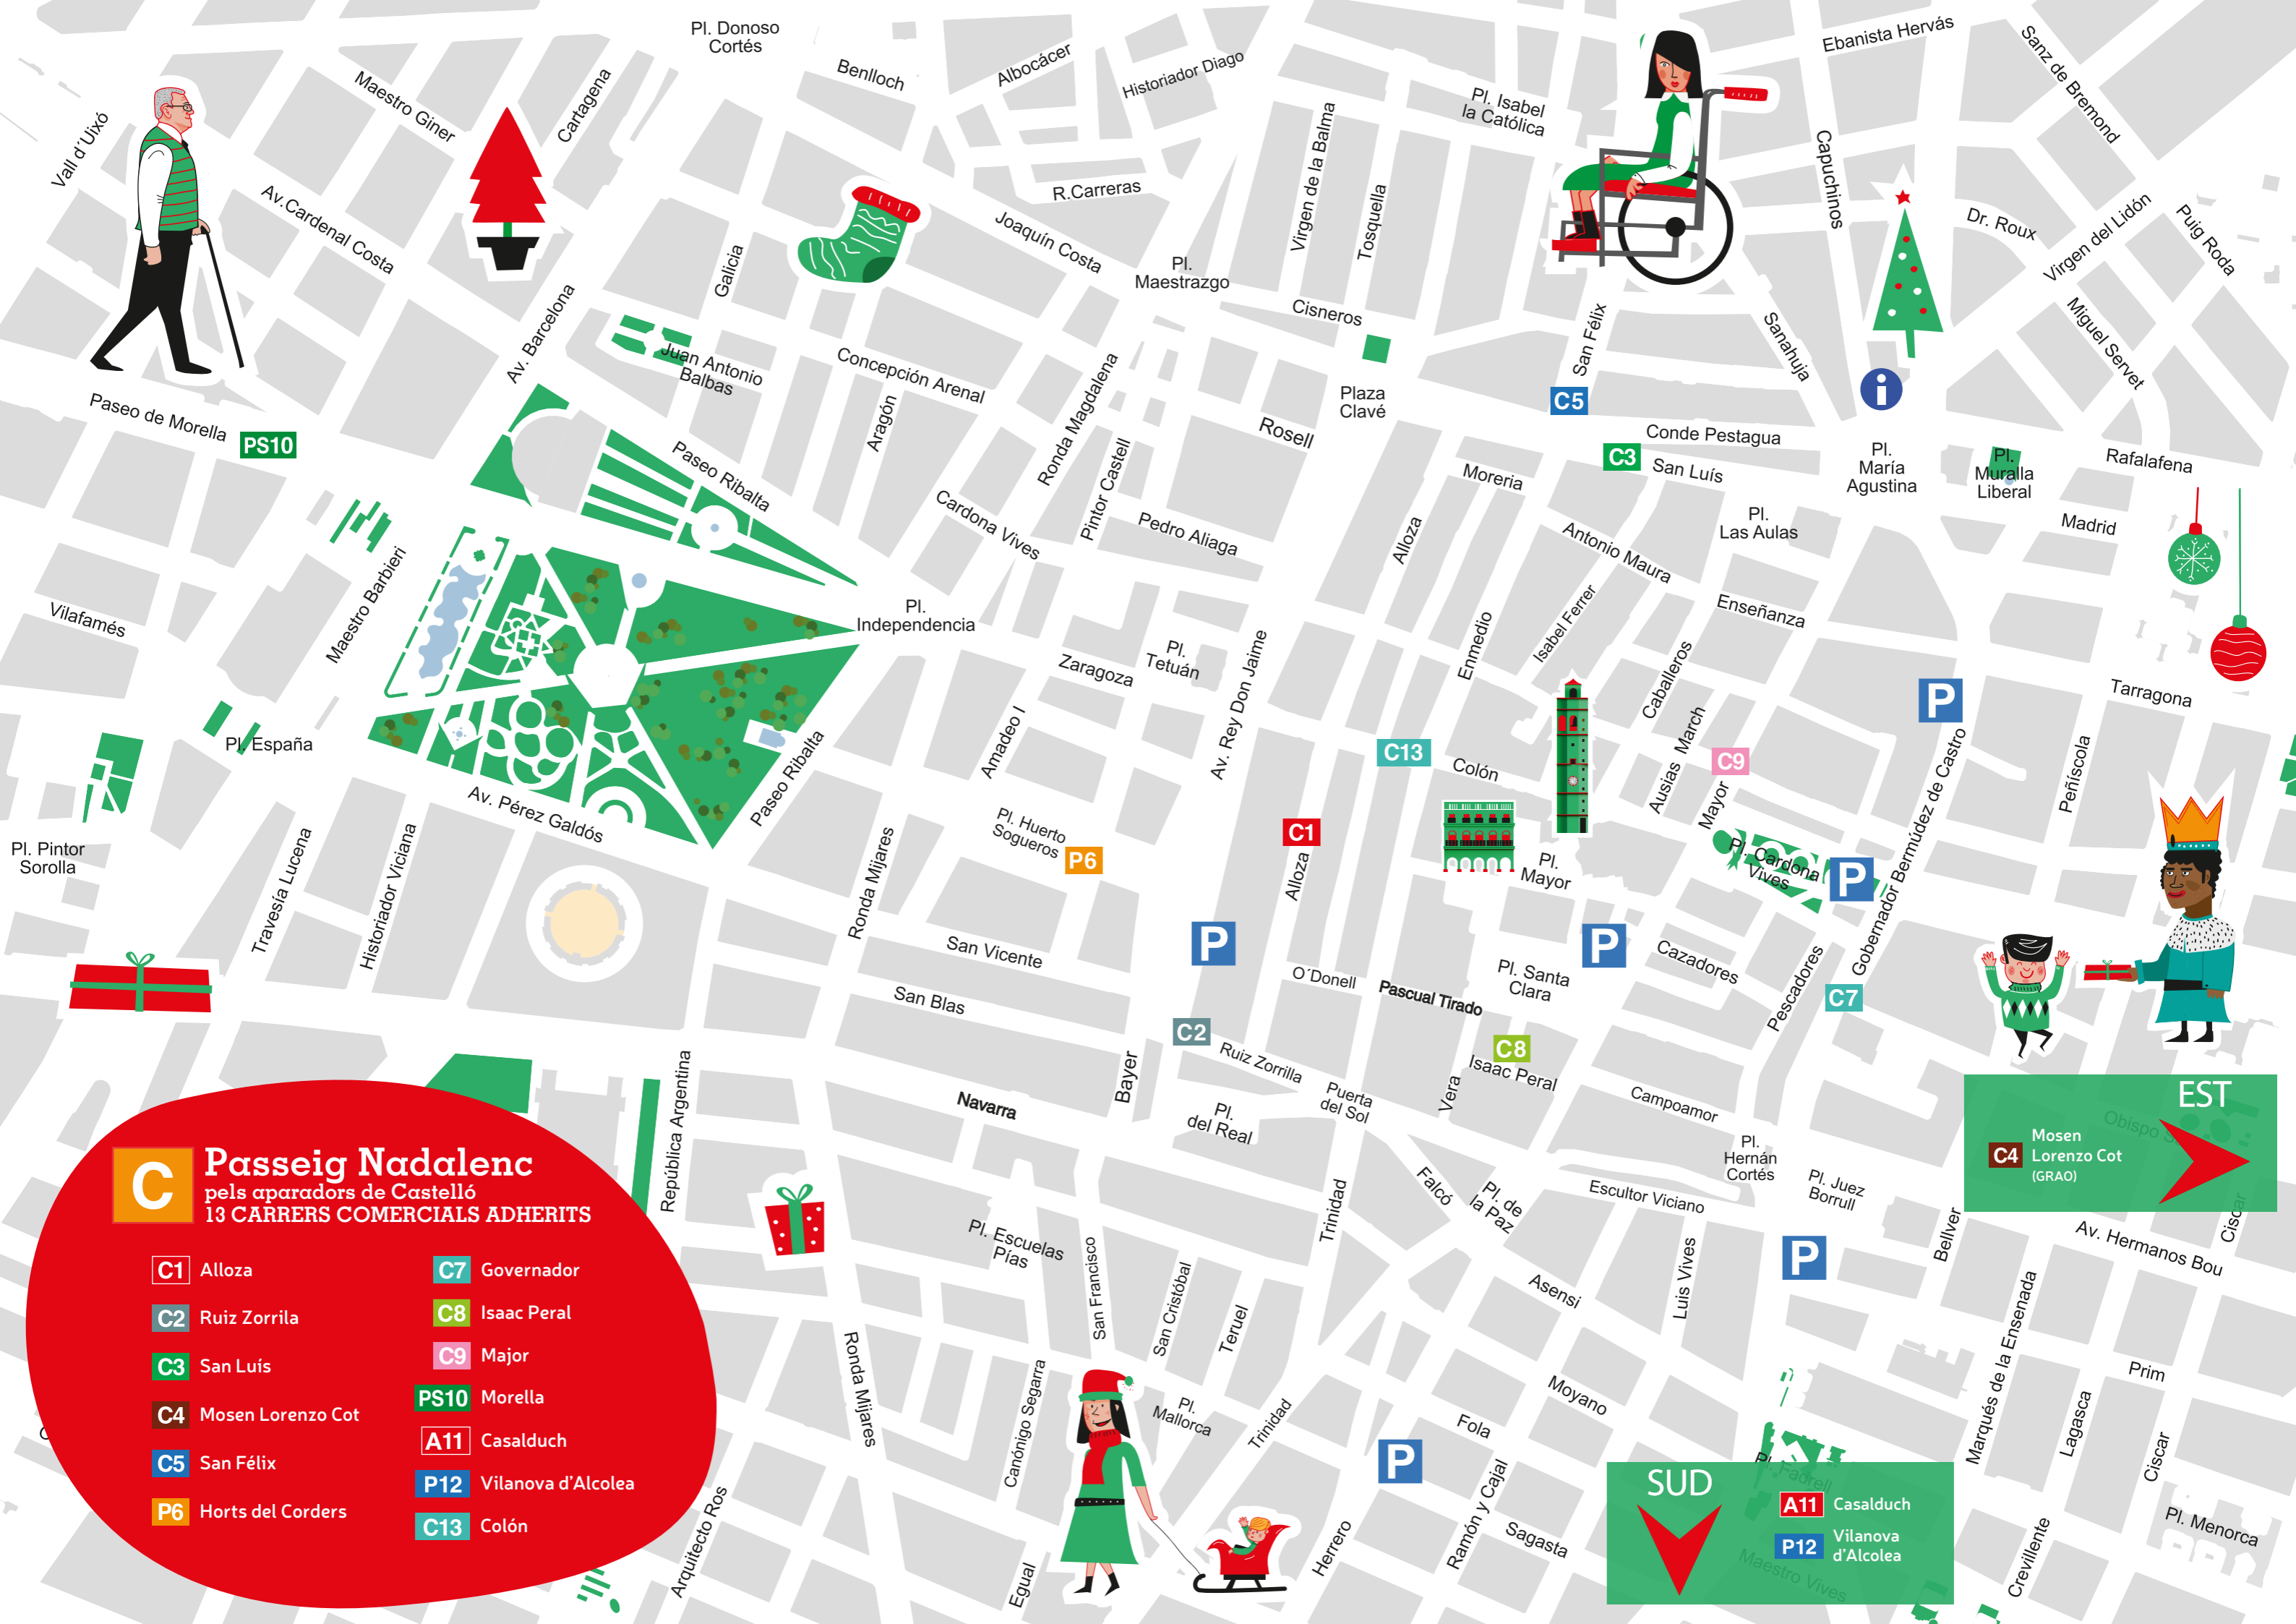 Pl. Donoso
Cortés
Benlloch
Albocácer
Historiador Diago
Ebanista Hervás
Sanz de Bremond
Maestro Giner
Cartagena
Vall d´Uixó
Pl. Isabel
la Católica
Virgen de la Balma
Tosquella
Capuchinos
Av.Cardenal Costa
R.Carreras
Joaquín Costa
Dr. Roux
Virgen del Lidón
Puig Roda
Galicia
Pl.
Maestrazgo
Cisneros
San Félix
Sanahuja
Miguel Servet
Av. Barcelona
Juan Antonio
Balbas
Concepción Arenal
Aragón
Ronda Magdalena
Plaza
Clavé
C5
i
Paseo de Morella
PS10
Paseo Ribalta
Pintor Castell
Rosell
Conde Pestagua
C3
San Luís
Moreria
Pl.
María
Agustina
Pl.
Muralla
Liberal
Rafalafena
Madrid
Cardona Vives
Pedro Aliaga
Alloza
Antonio Maura
Pl.
Las Aulas
Vilafamés
Maestro Barbieri
Pl.
Independencia
Enmedio
Isabel Ferrer
Enseñanza
Zaragoza
Pl.
Tetuán
Av. Rey Don Jaime
Caballeros
P
Tarragona
Pl. España
Amadeo I
Paseo Ribalta
C13
Colón
Ausias March
C9
Mayor
Gobernador Bermúdez de Castro
Peñíscola
Av. Pérez Galdós
Pl. Huerto
Sogueros
P6
C1
Alloza
Pl.
Mayor
Pl. Cardona
Vives
P
Pl. Pintor
Sorolla
Travesía Lucena
Historiador Viciana
Ronda Mijares
San Vicente
P
P
Cazadores
Pescadores
O´Donell
Pascual Tirado
Pl. Santa
Clara
C7
San Blas
C2
Ruiz Zorrilla
C8
Isaac Peral
Bayer
Navarra
Puerta
del Sol
Vera
Campoamor
Pl.
del Real
República Argentina
Pl.
Hernán
Cortés
Pl. Juez
Borrull
EST
C4
Mosen
Lorenzo Cot
(GRAO)
Falcó
Pl. de
la Paz
Escultor Viciano
Trinidad
Bellver
Ciscar
Av. Hermanos Bou
Pl. Escuelas
Pías
San Francisco
San Cristóbal
Teruel
Asensi
Luis Vives
P
Marqués de la Ensenada
C
Passeig Nadalenc
pels aparadors de Castelló
13 CARRERS COMERCIALS ADHERITS
C1 Alloza
C2 Ruiz Zorrila
C3 San Luís
C4 Mosen Lorenzo Cot
C5 San Félix
P6 Horts del Corders
C7 Governador
C8 Isaac Peral
C9 Major
PS10 Morella
A11 Casalduch
P12 Vilanova d’Alcolea
C13 Colón
Ronda Mijares
Canónigo Segarra
Pl.
Mallorca
Trinidad
Moyano
Fola
P
Prim
Lagasca
Ciscar
Pl. Fadrell
SUD
A11 Casalduch
P12 Vilanova
d’Alcolea
Maestro Vives
Pl. Menorca
Crevillente
Arquitecto Ros
Egual
Herrero
Ramón y Cajal
Sagasta